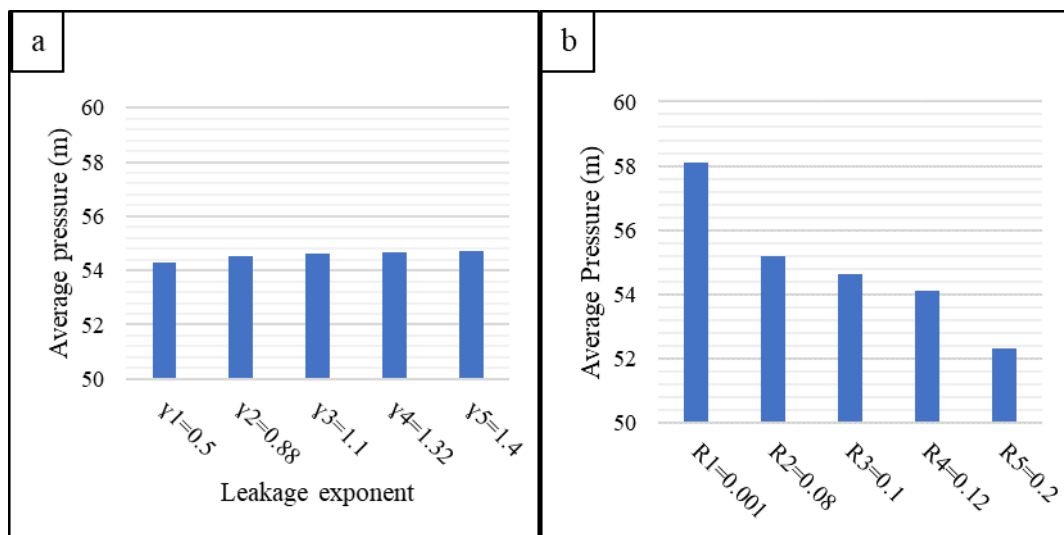 a
Average pressure (m)
60
58
56
54
52
50
γ1=0.5
γ2=0.88
γ3=1.1
γ4=1.32
γ5=1.4
Leakage exponent
b
Average Pressure (m)
60
58
56
54
52
50
R1=0.001
R2=0.08
R3=0.1
R4=0.12
R5=0.2